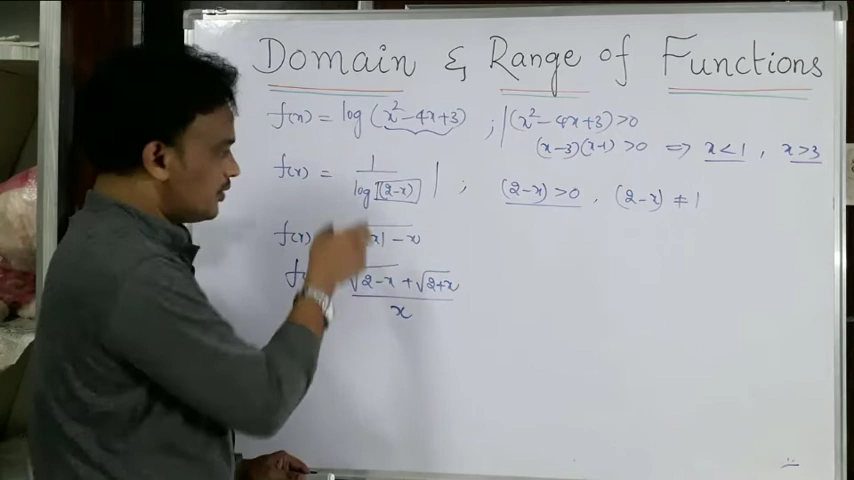 Domain & Range of Functions
f(x) = log (x²-4x+3) ; (x²-4x+3)>0
(x-3)(x-1) >0 ⇒ x<1 , x>3
f(x) = 1/log[(2-x)] ; (2-x)>0 , (2-x) ≠ 1
f(x) x|-x
f √2-x + √2+x / x